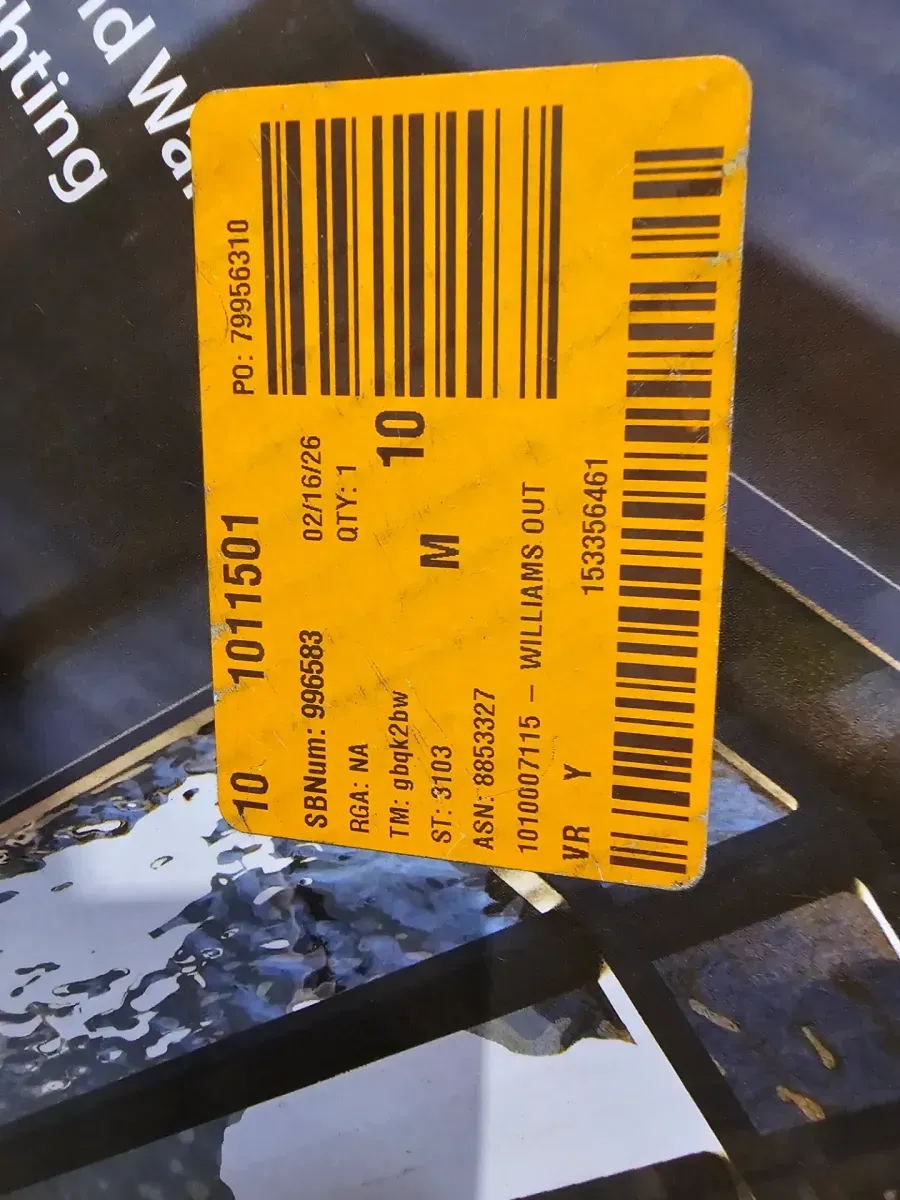 nd Wa
hting
10 1011501 PO: 79956310
SBNum: 996583 02/16/26
RGA: NA QTY: 1
TM: gbqk2bw 10
ST: 3103 M
ASN: 8853327
1010007115 – WILLIAMS OUT
VR Y 153356461